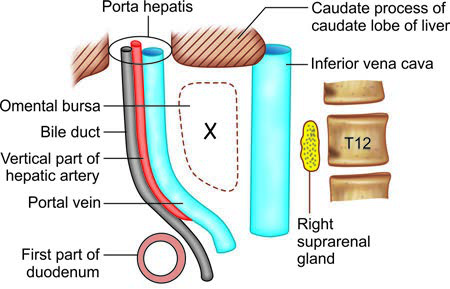 Porta hepatis
Caudate process of
caudate lobe of liver
Inferior vena cava
Omental bursa
X
Bile duct
T12
Vertical part of
hepatic artery
Portal vein
Right
suprarenal
gland
First part of
duodenum